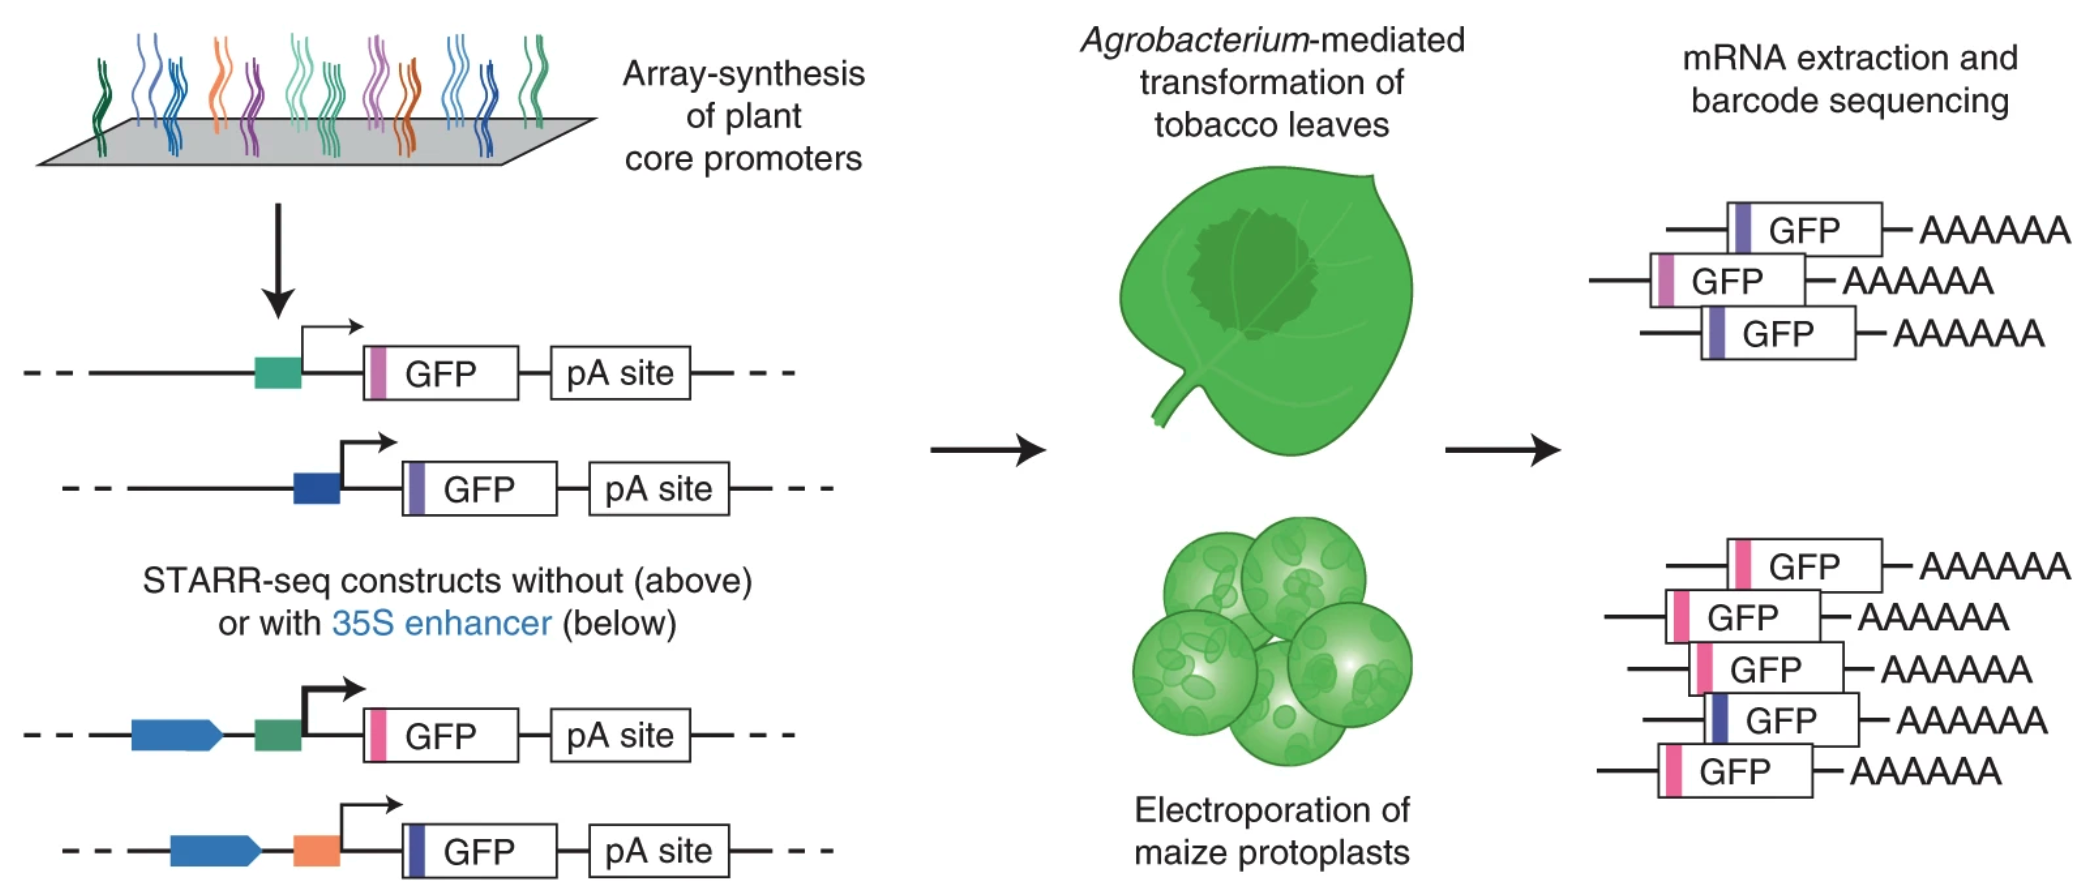 Array-synthesis
of plant
core promoters
GFP
pA site
GFP
pA site
STARR-seq constructs without (above)
or with 35S enhancer (below)
GFP
pA site
GFP
pA site
Agrobacterium-mediated
transformation of
tobacco leaves
Electroporation of
maize protoplasts
mRNA extraction and
barcode sequencing
GFP AAAAAA
GFP AAAAAA
GFP AAAAAA
GFP AAAAAA
GFP AAAAAA
GFP AAAAAA
GFP AAAAAA
GFP AAAAAA